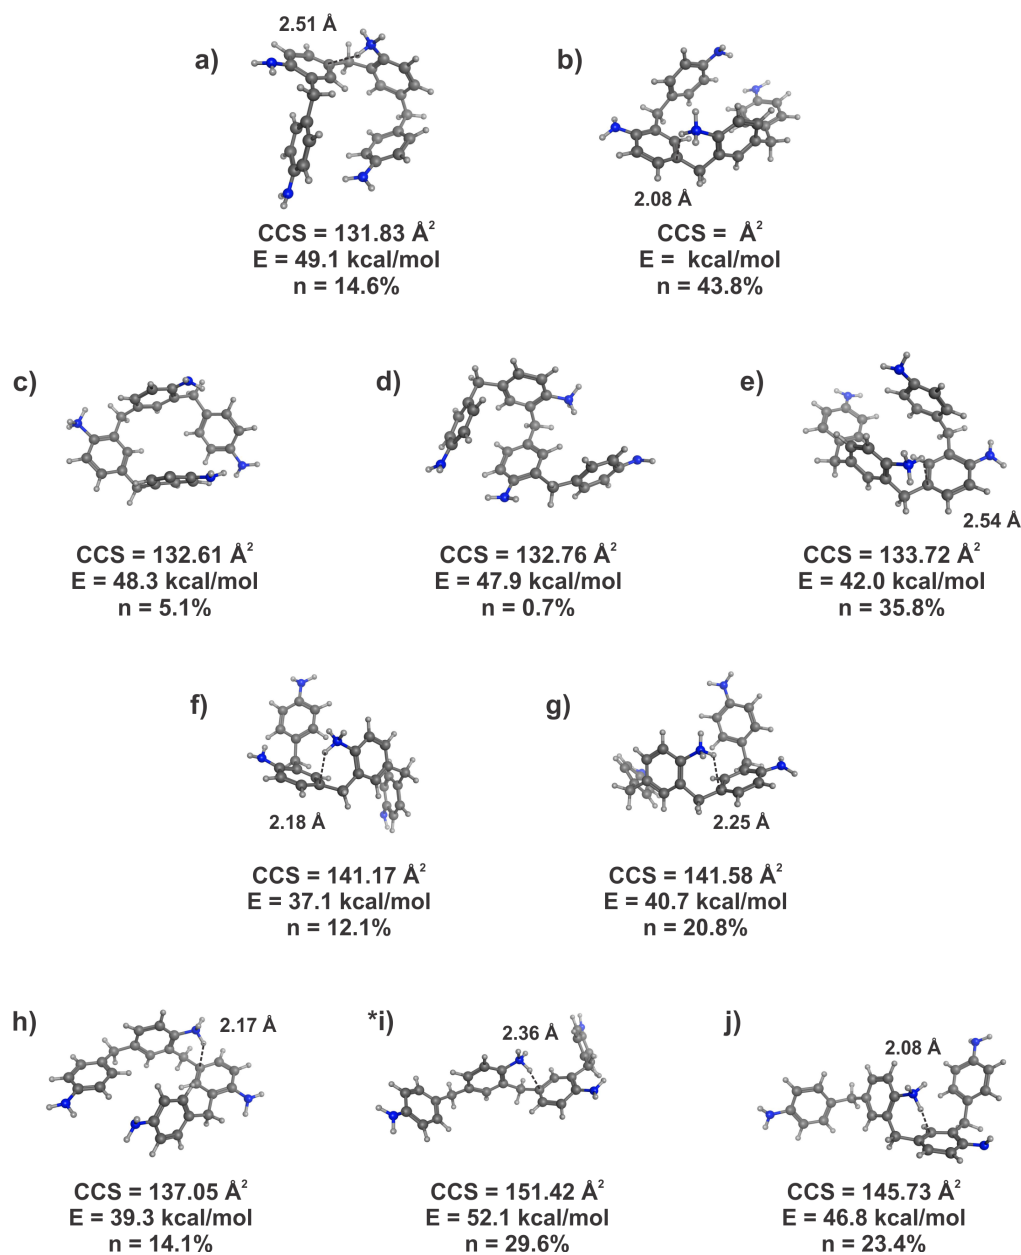 2.51 Å
a)
b)
2.08 Å
CCS = 131.83 Å²
E = 49.1 kcal/mol
n = 14.6%
CCS =  Å²
E =  kcal/mol
n = 43.8%
c)
d)
e)
2.54 Å
CCS = 132.61 Å²
E = 48.3 kcal/mol
n = 5.1%
CCS = 132.76 Å²
E = 47.9 kcal/mol
n = 0.7%
CCS = 133.72 Å²
E = 42.0 kcal/mol
n = 35.8%
f)
g)
2.18 Å
2.25 Å
CCS = 141.17 Å²
E = 37.1 kcal/mol
n = 12.1%
CCS = 141.58 Å²
E = 40.7 kcal/mol
n = 20.8%
h)
2.17 Å
*i)
2.36 Å
j)
2.08 Å
CCS = 137.05 Å²
E = 39.3 kcal/mol
n = 14.1%
CCS = 151.42 Å²
E = 52.1 kcal/mol
n = 29.6%
CCS = 145.73 Å²
E = 46.8 kcal/mol
n = 23.4%